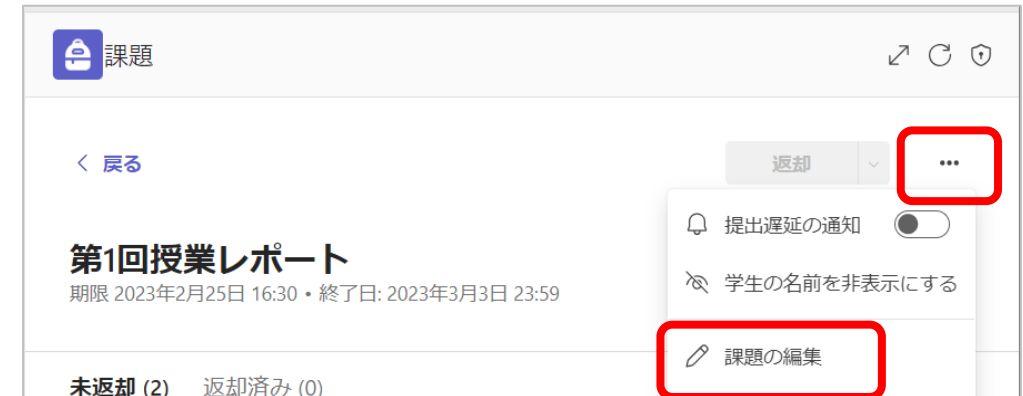 課題
戻る
返却
提出遅延の通知
第1回授業レポート
学生の名前を非表示にする
期限 2023年2月25日 16:30 • 終了日: 2023年3月3日 23:59
課題の編集
未返却 (2) 返却済み (0)